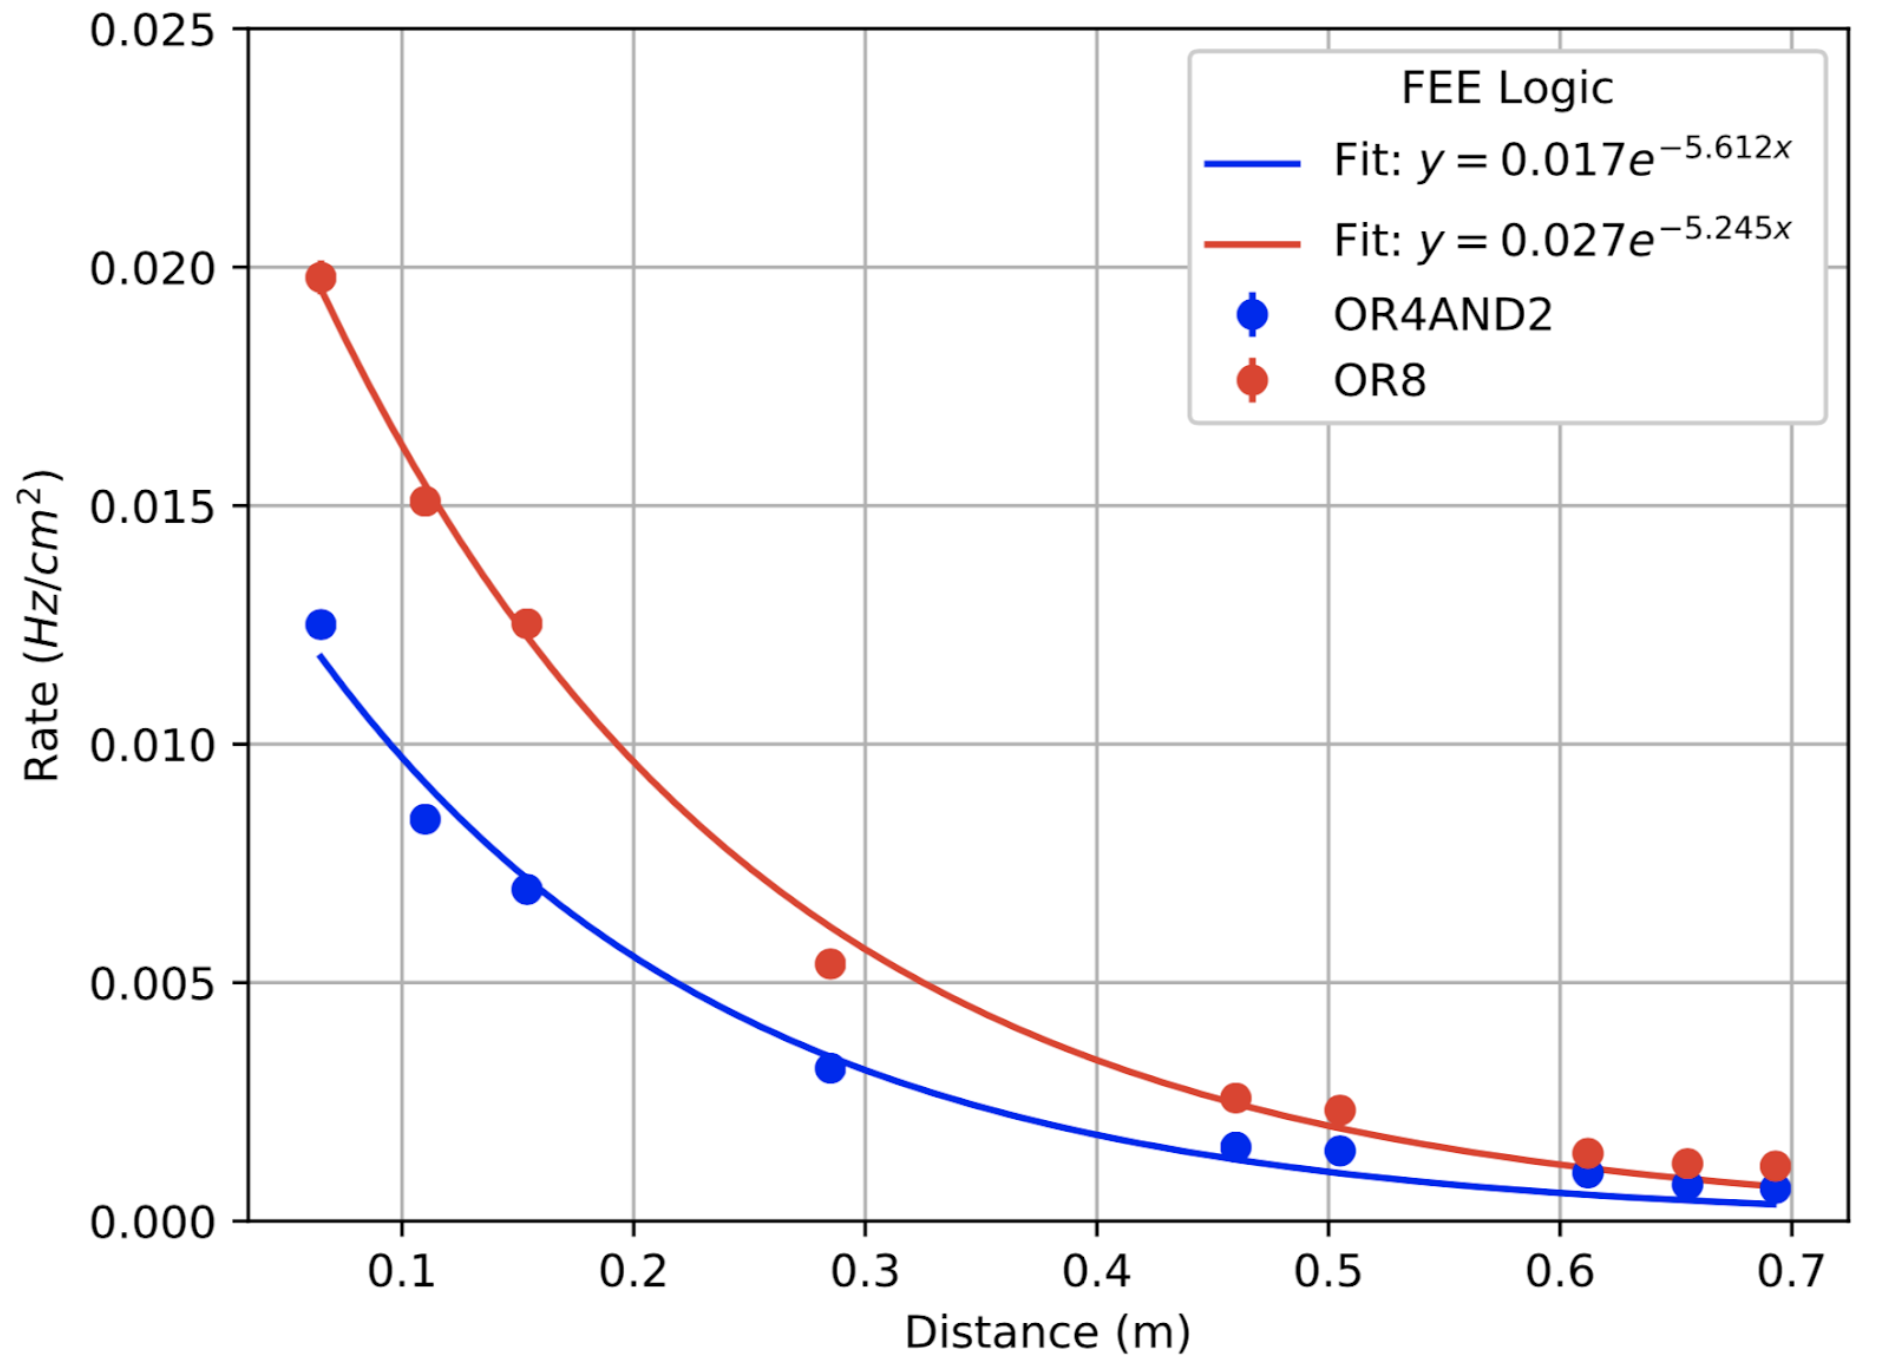 0.025
0.020
0.015
0.010
0.005
0.000
Rate (Hz/cm²)
0.1 0.2 0.3 0.4 0.5 0.6 0.7
Distance (m)
FEE Logic
Fit: y = 0.017e^{−5.612x}
Fit: y = 0.027e^{−5.245x}
OR4AND2
OR8